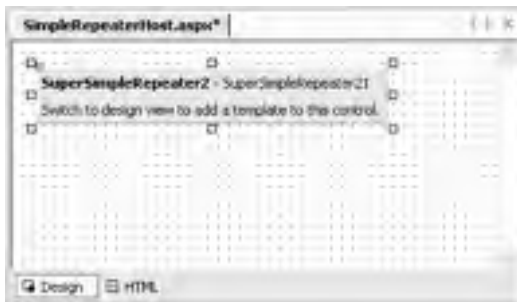 SimpleRepeaterHost.aspx*
SuperSimpleRepeater2 - SuperSimpleRepeater21
Switch to design view to add a template to this control.
Design HTML